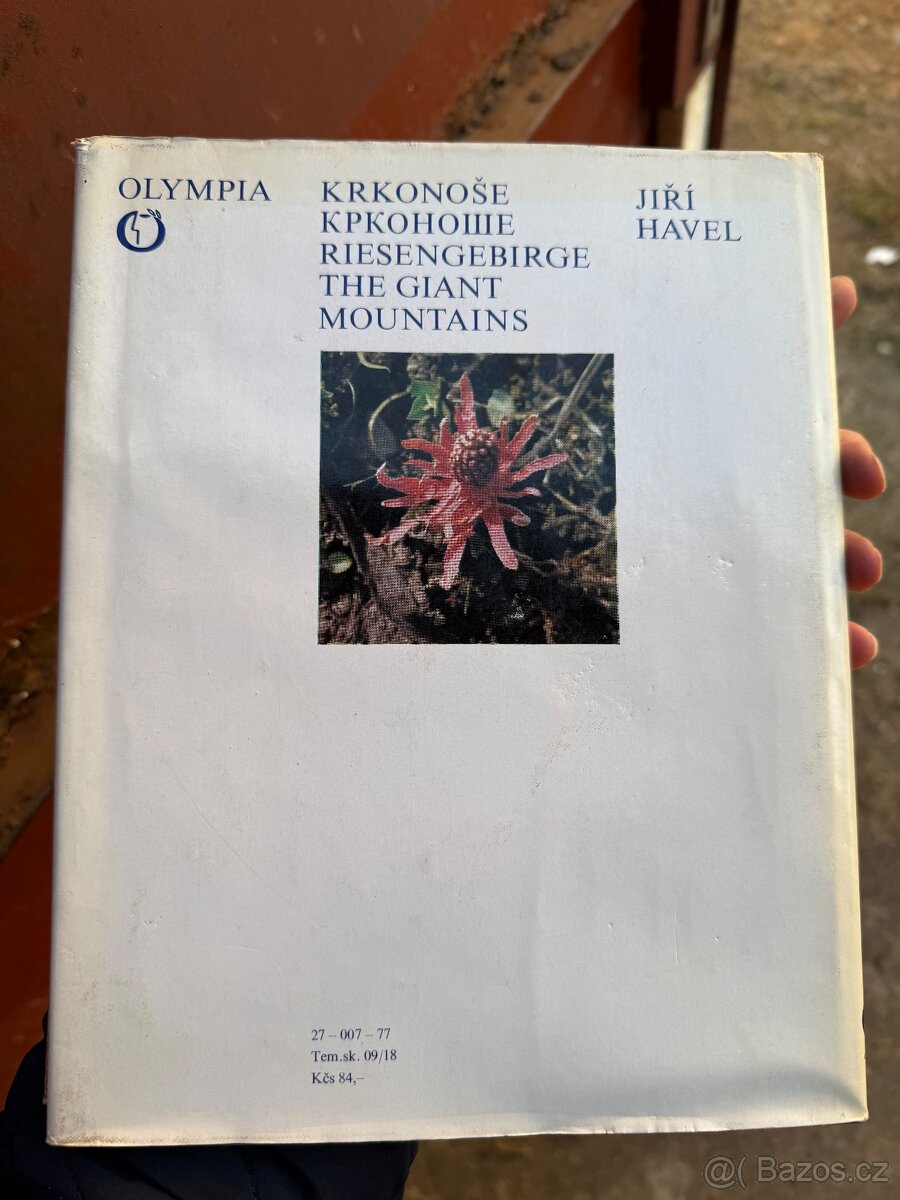 OLYMPIA
KRKONOŠE
КРКОНОШЕ
RIESENGEBIRGE
THE GIANT
MOUNTAINS
JIŘÍ
HAVEL
27 – 007 – 77
Tem.sk. 09/18
Kčs 84,–
@( Bazos.cz